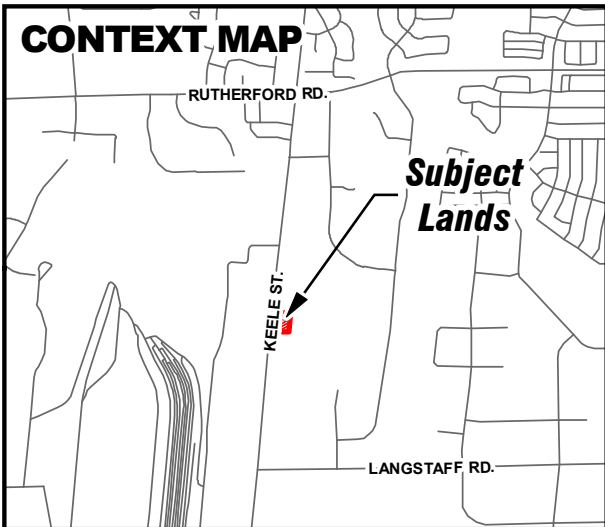 CONTEXT MAP
RUTHERFORD RD.
Subject
Lands
KEELE ST.
LANGSTAFF RD.